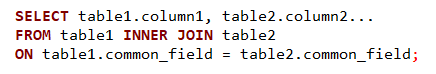 SELECT table1.column1, table2.column2...
FROM table1 INNER JOIN table2
ON table1.common_field = table2.common_field;